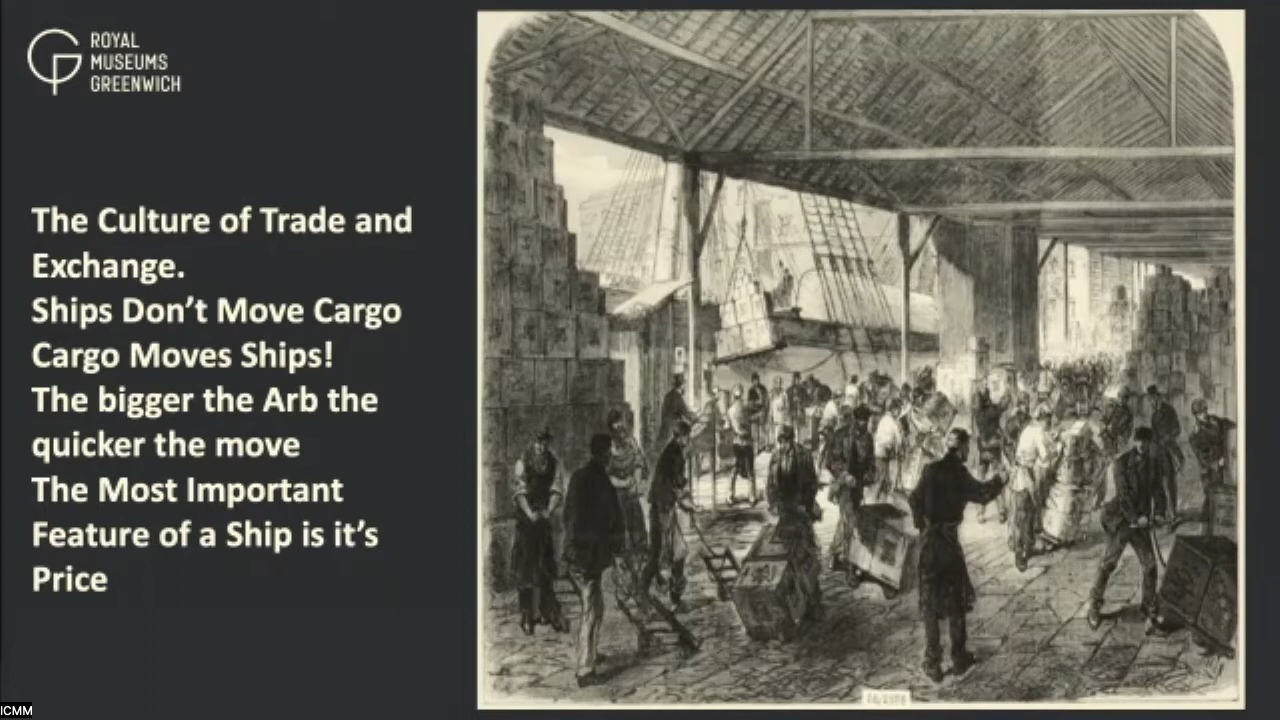 ROYAL
MUSEUMS
GREENWICH
The Culture of Trade and
Exchange.
Ships Don’t Move Cargo
Cargo Moves Ships!
The bigger the Arb the
quicker the move
The Most Important
Feature of a Ship is it’s
Price
ICMM